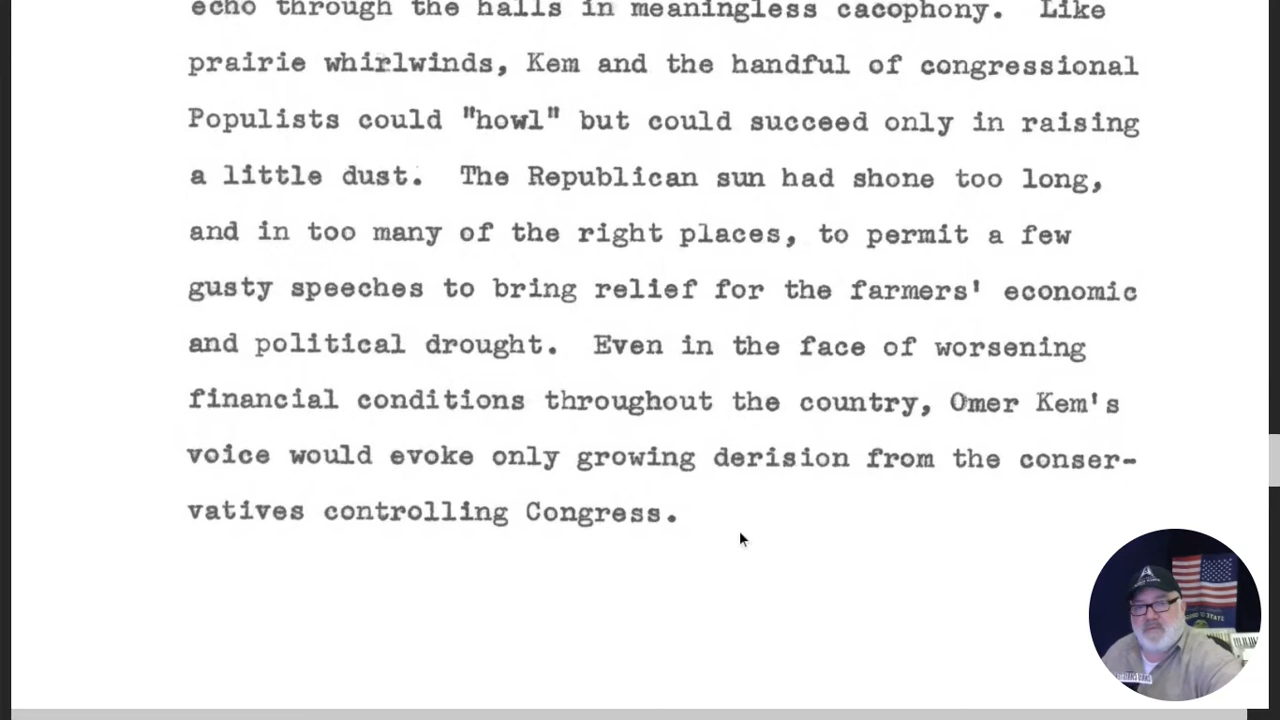 echo through the halls in meaningless cacophony. Like
prairie whirlwinds, Kem and the handful of congressional
Populists could "howl" but could succeed only in raising
a little dust. The Republican sun had shone too long,
and in too many of the right places, to permit a few
gusty speeches to bring relief for the farmers' economic
and political drought. Even in the face of worsening
financial conditions throughout the country, Omer Kem's
voice would evoke only growing derision from the conser-
vatives controlling Congress.